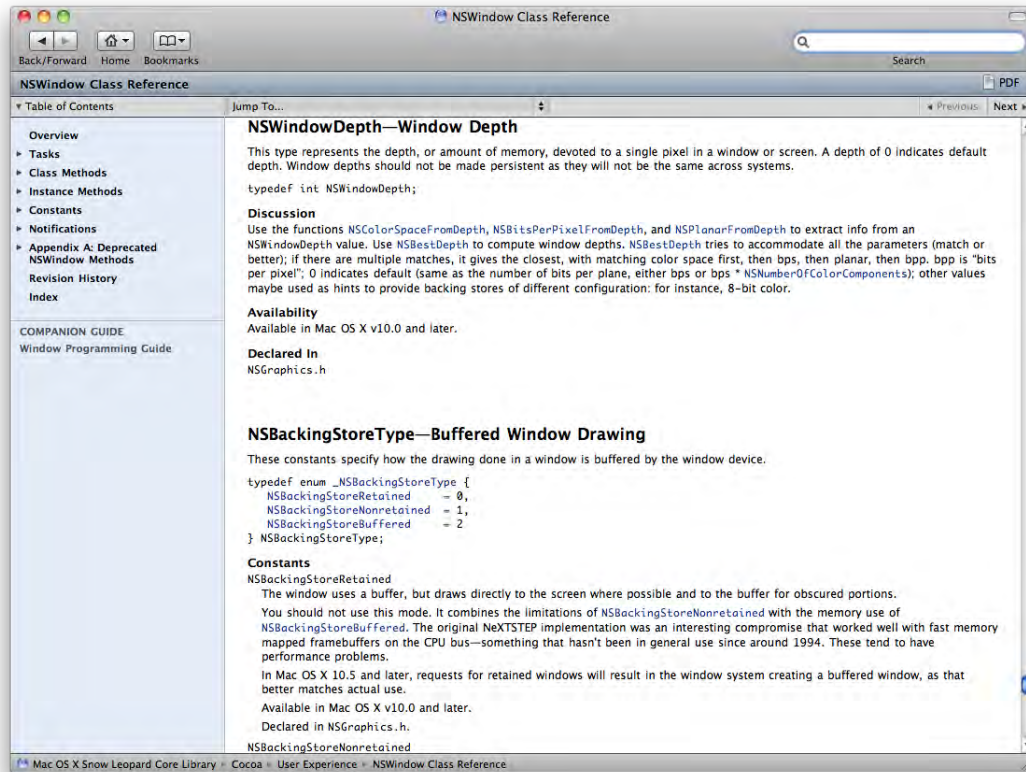 NSWindow Class Reference
Back/Forward Home Bookmarks
Search
NSWindow Class Reference
PDF
Table of Contents
Jump To...
Previous Next
Overview
Tasks
Class Methods
Instance Methods
Constants
Notifications
Appendix A: Deprecated
NSWindow Methods
Revision History
Index
COMPANION GUIDE
Window Programming Guide
NSWindowDepth—Window Depth
This type represents the depth, or amount of memory, devoted to a single pixel in a window or screen. A depth of 0 indicates default
depth. Window depths should not be made persistent as they will not be the same across systems.
typedef int NSWindowDepth;
Discussion
Use the functions NSColorSpaceFromDepth, NSBitsPerPixelFromDepth, and NSPlanarFromDepth to extract info from an
NSWindowDepth value. Use NSBestDepth to compute window depths. NSBestDepth tries to accommodate all the parameters (match or
better); if there are multiple matches, it gives the closest, with matching color space first, then bps, then planar, then bpp. bpp is “bits
per pixel”; 0 indicates default (same as the number of bits per plane, either bps or bps * NSNumberOfColorComponents); other values
maybe used as hints to provide backing stores of different configuration: for instance, 8-bit color.
Availability
Available in Mac OS X v10.0 and later.
Declared In
NSGraphics.h
NSBackingStoreType—Buffered Window Drawing
These constants specify how the drawing done in a window is buffered by the window device.
typedef enum _NSBackingStoreType {
NSBackingStoreRetained = 0,
NSBackingStoreNonretained = 1,
NSBackingStoreBuffered = 2
} NSBackingStoreType;
Constants
NSBackingStoreRetained
The window uses a buffer, but draws directly to the screen where possible and to the buffer for obscured portions.
You should not use this mode. It combines the limitations of NSBackingStoreNonretained with the memory use of
NSBackingStoreBuffered. The original NeXTSTEP implementation was an interesting compromise that worked well with fast memory
mapped framebuffers on the CPU bus—something that hasn't been in general use since around 1994. These tend to have
performance problems.
In Mac OS X 10.5 and later, requests for retained windows will result in the window system creating a buffered window, as that
better matches actual use.
Available in Mac OS X v10.0 and later.
Declared in NSGraphics.h.
NSBackingStoreNonretained
Mac OS X Snow Leopard Core Library Cocoa User Experience NSWindow Class Reference